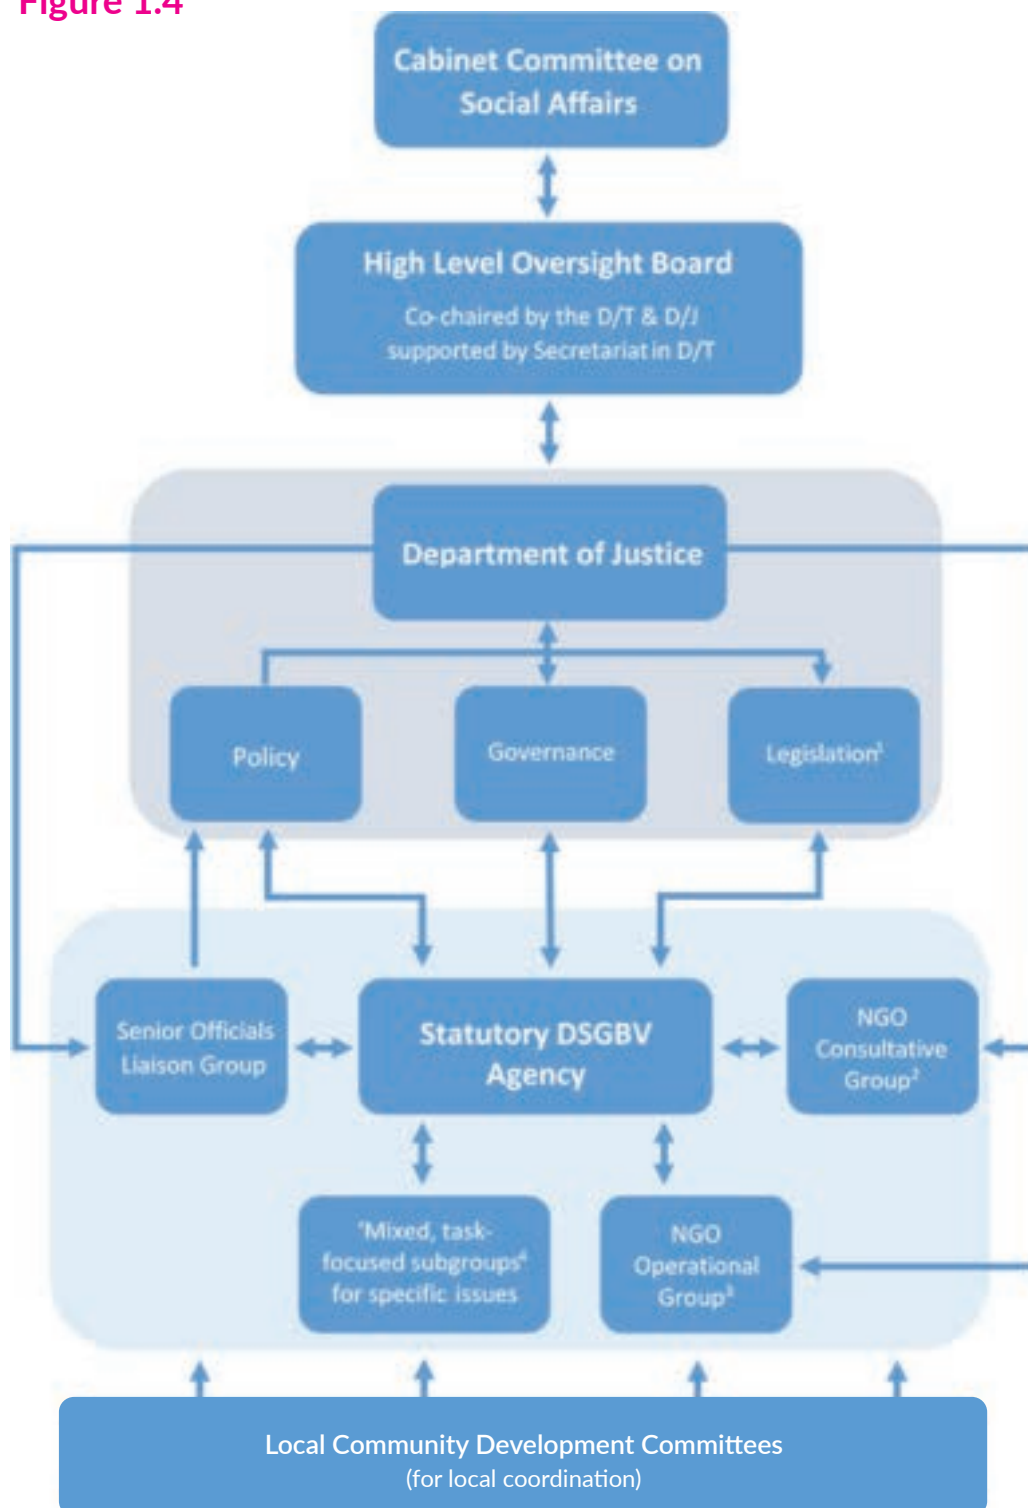 Figure 1.4
Cabinet Committee on
Social Affairs
High Level Oversight Board
Co-chaired by the D/T & D/J
supported by Secretariat in D/T
Department of Justice
Policy
Governance
Legislation¹
Senior Officials
Liaison Group
Statutory DSGBV
Agency
NGO
Consultative
Group²
'Mixed, task-
focused subgroups⁴
for specific issues
NGO
Operational
Group³
Local Community Development Committees
(for local coordination)